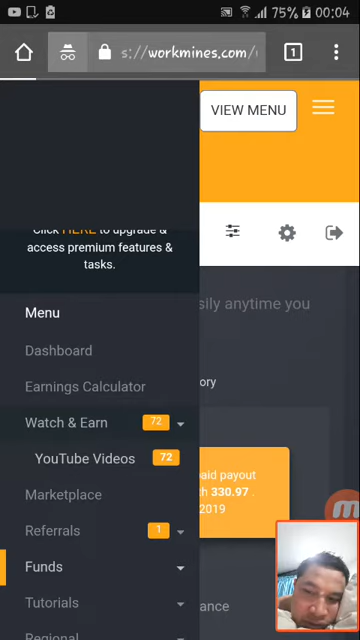 75% 00:04
s://workmines.com/
1
VIEW MENU
Click HERE to upgrade &
access premium features &
tasks.
sily anytime you
Menu
Dashboard
Earnings Calculator
ory
Watch & Earn 72
YouTube Videos 72
paid payout
Marketplace
th 330.97 .
2019
Referrals 1
Funds
Tutorials
ance
Regional